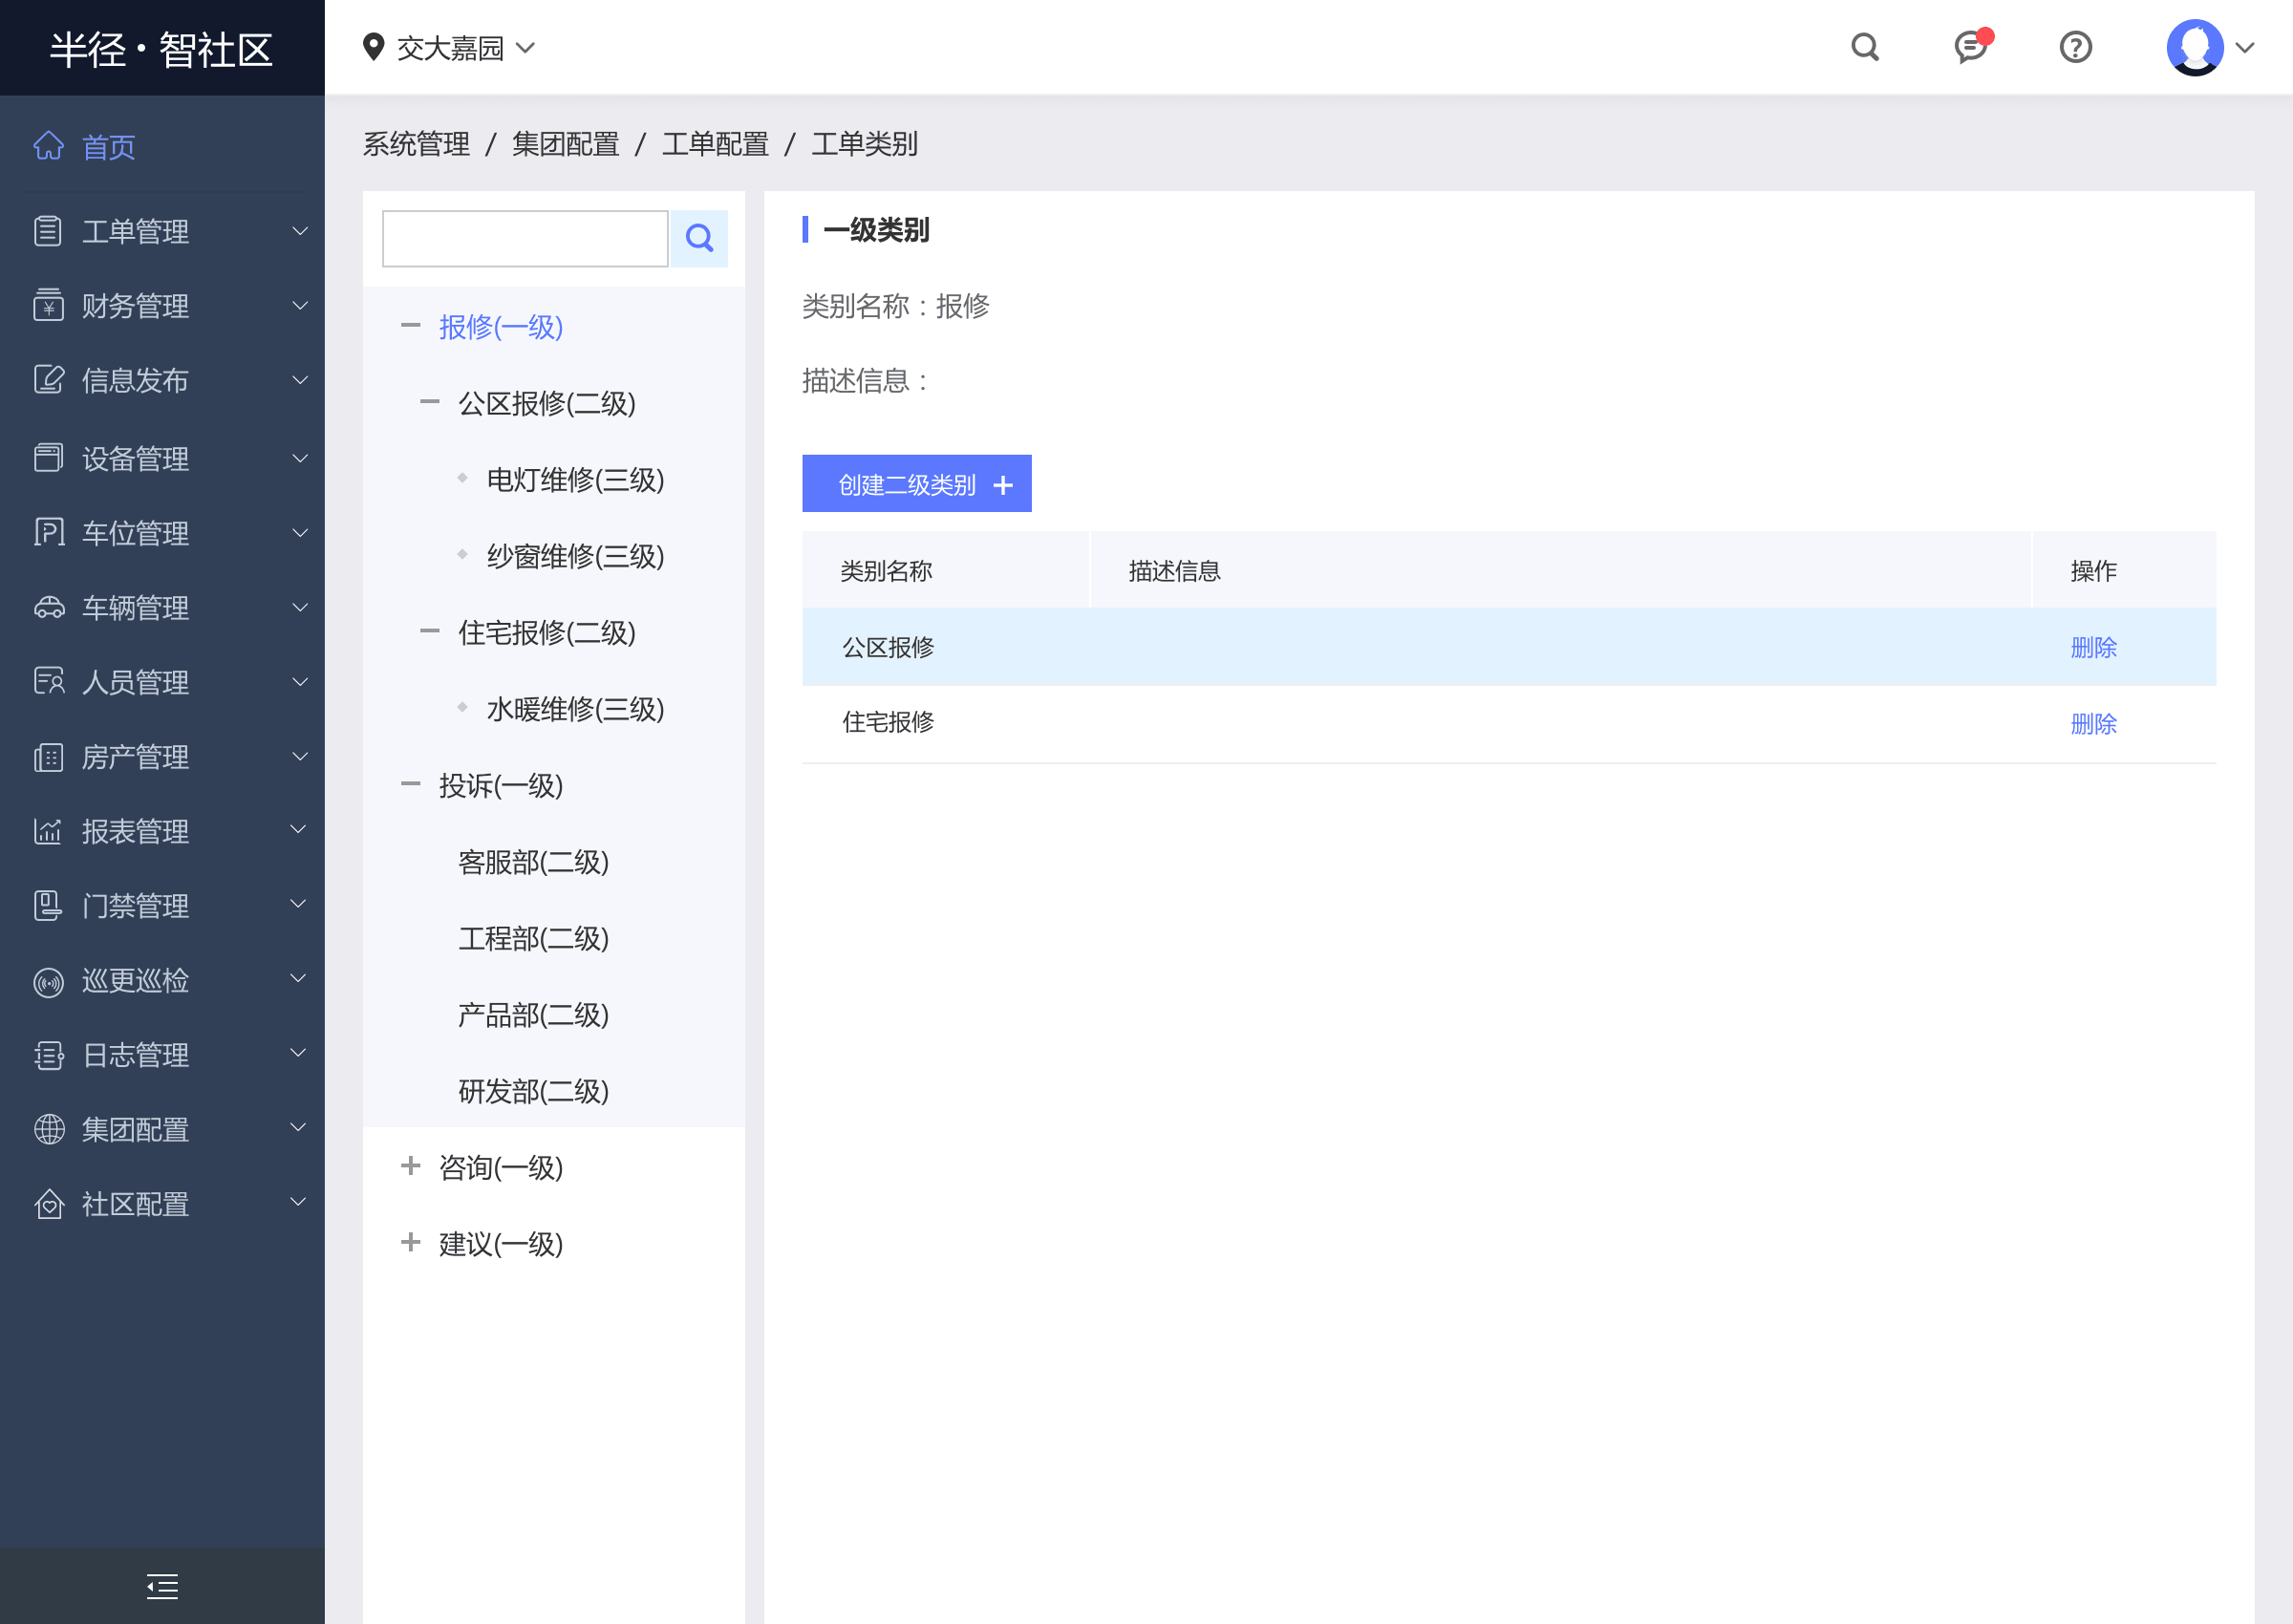 半径·智社区
交大嘉园
首页
工单管理
财务管理
信息发布
设备管理
车位管理
车辆管理
人员管理
房产管理
报表管理
门禁管理
巡更巡检
日志管理
集团配置
社区配置
系统管理 / 集团配置 / 工单配置 / 工单类别
报修(一级)
公区报修(二级)
电灯维修(三级)
纱窗维修(三级)
住宅报修(二级)
水暖维修(三级)
投诉(一级)
客服部(二级)
工程部(二级)
产品部(二级)
研发部(二级)
咨询(一级)
建议(一级)
一级类别
类别名称：报修
描述信息：
创建二级类别 +
类别名称 描述信息 操作
公区报修 删除
住宅报修 删除